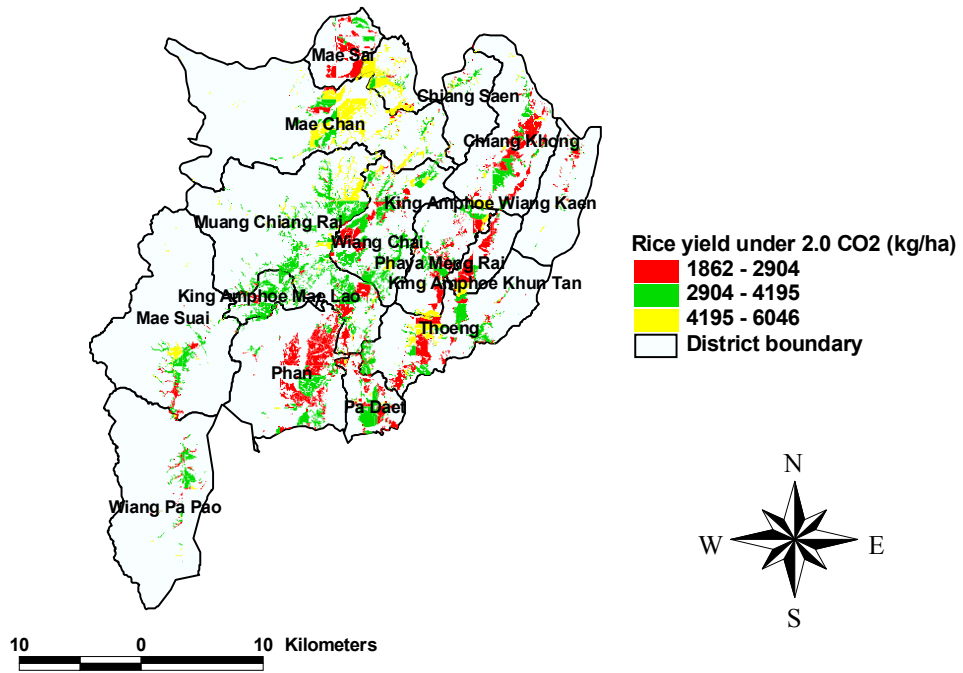 Mae Sai
Chiang Saen
Mae Chan
Chiang Khong
King Amphoe Wiang Kaen
Muang Chiang Rai
Wiang Chai
Phaya Meng Rai
King Amphoe Khun Tan
King Amphoe Mae Lao
Mae Suai
Thoeng
Phan
Pa Daet
Wiang Pa Pao
Rice yield under 2.0 CO2 (kg/ha)
1862 - 2904
2904 - 4195
4195 - 6046
District boundary
N
W E
S
10 0 10 Kilometers